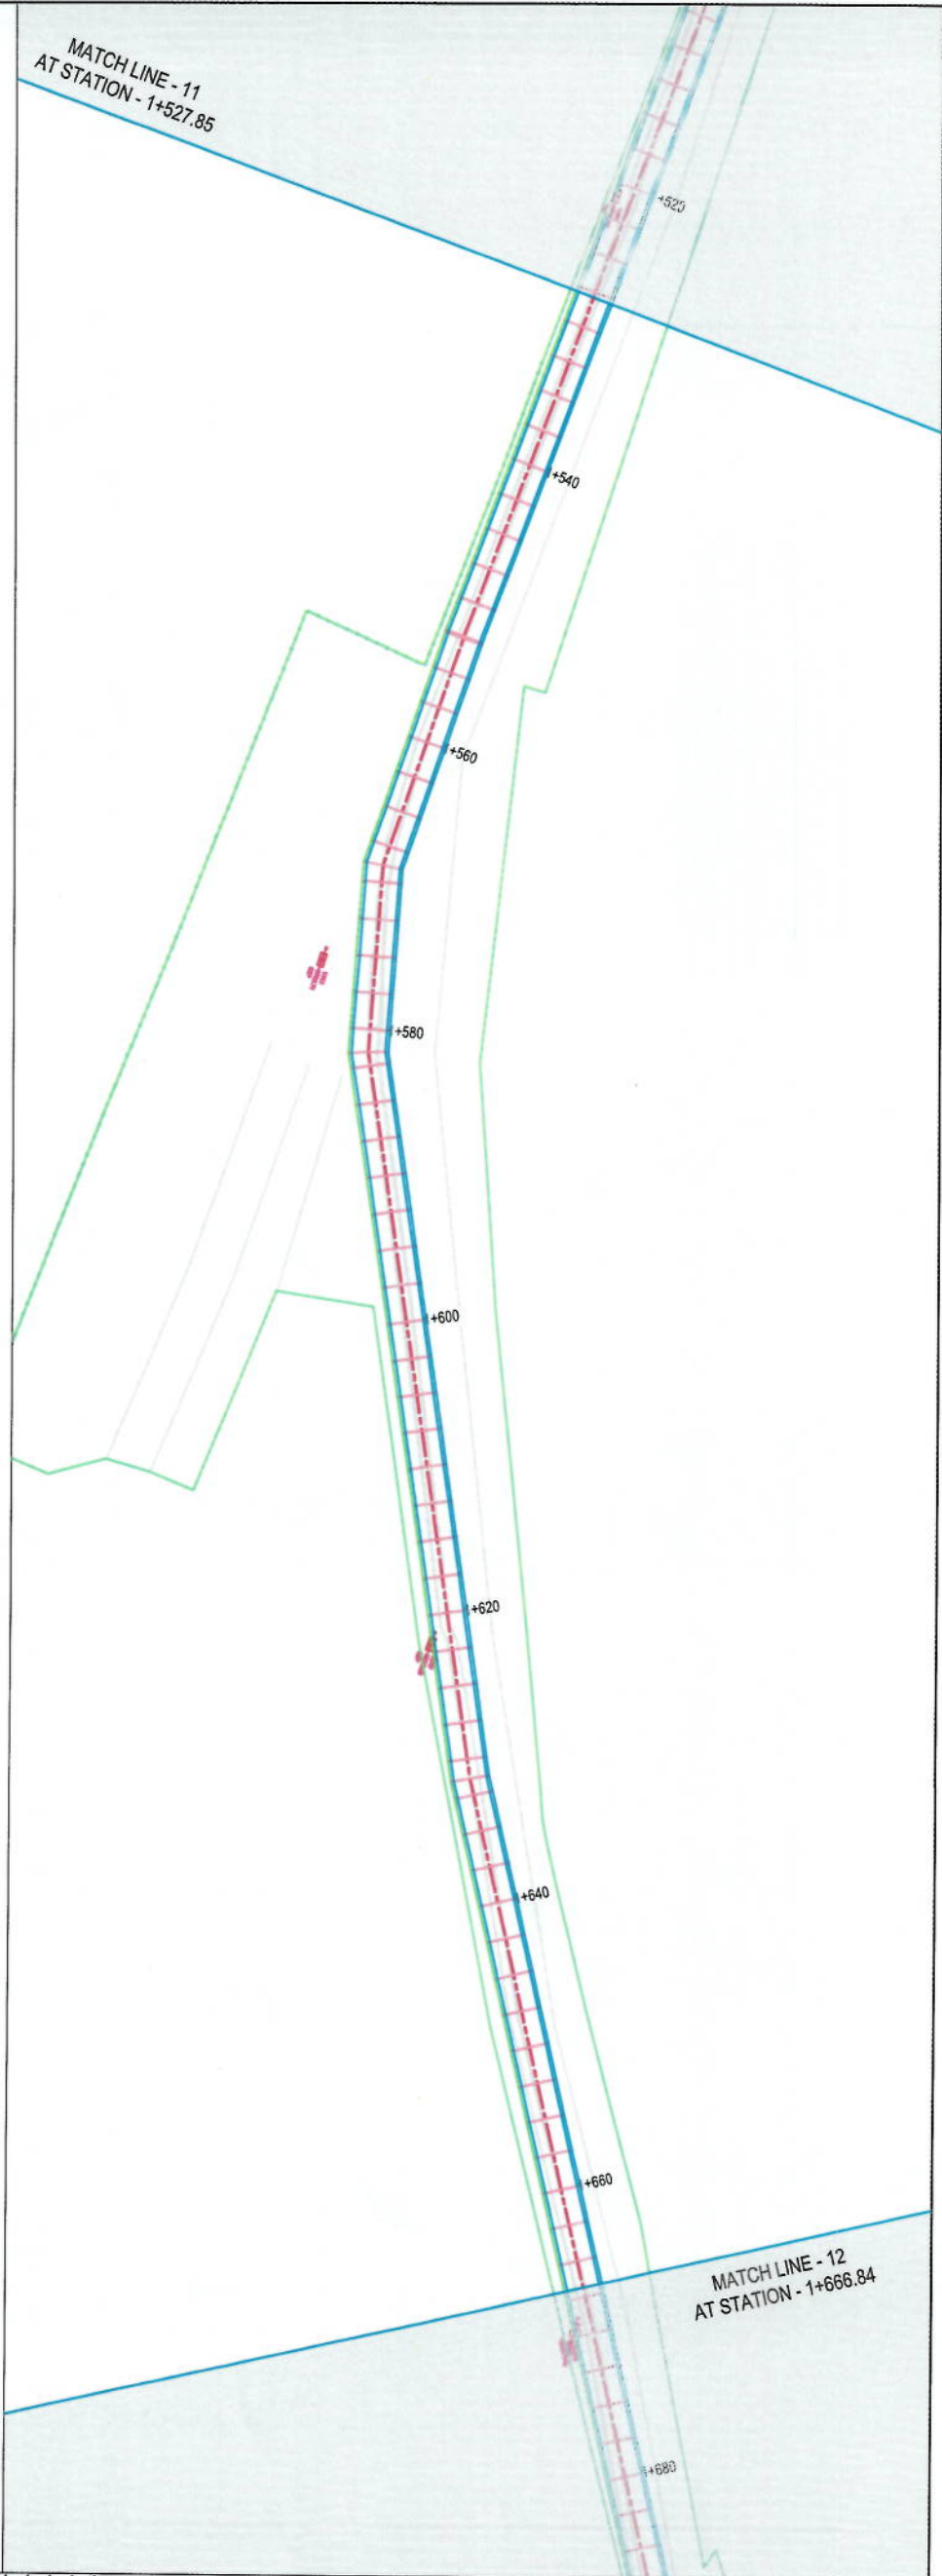 MATCH LINE - 11
AT STATION - 1+527.85
+520
+540
+560
+580
+600
+620
+640
+660
MATCH LINE - 12
AT STATION - 1+666.84
+680